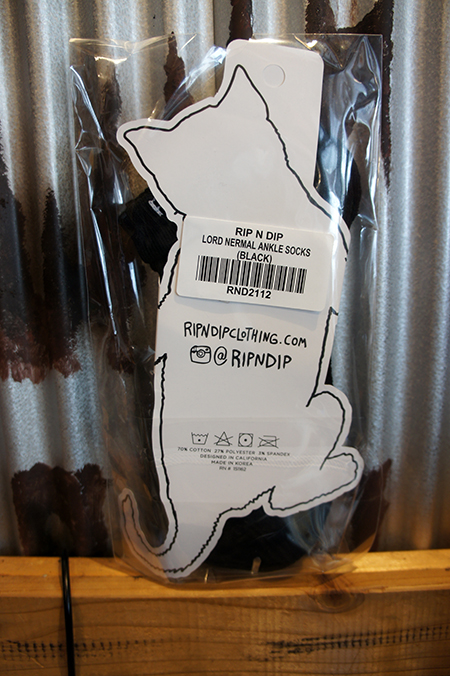 RIP N DIP
LORD NERMAL ANKLE SOCKS
(BLACK)
RND2112
RIPNDIPCLOTHING.COM
@RIPNDIP
70% COTTON 27% POLYESTER 3% SPANDEX
DESIGNED IN CALIFORNIA
MADE IN KOREA